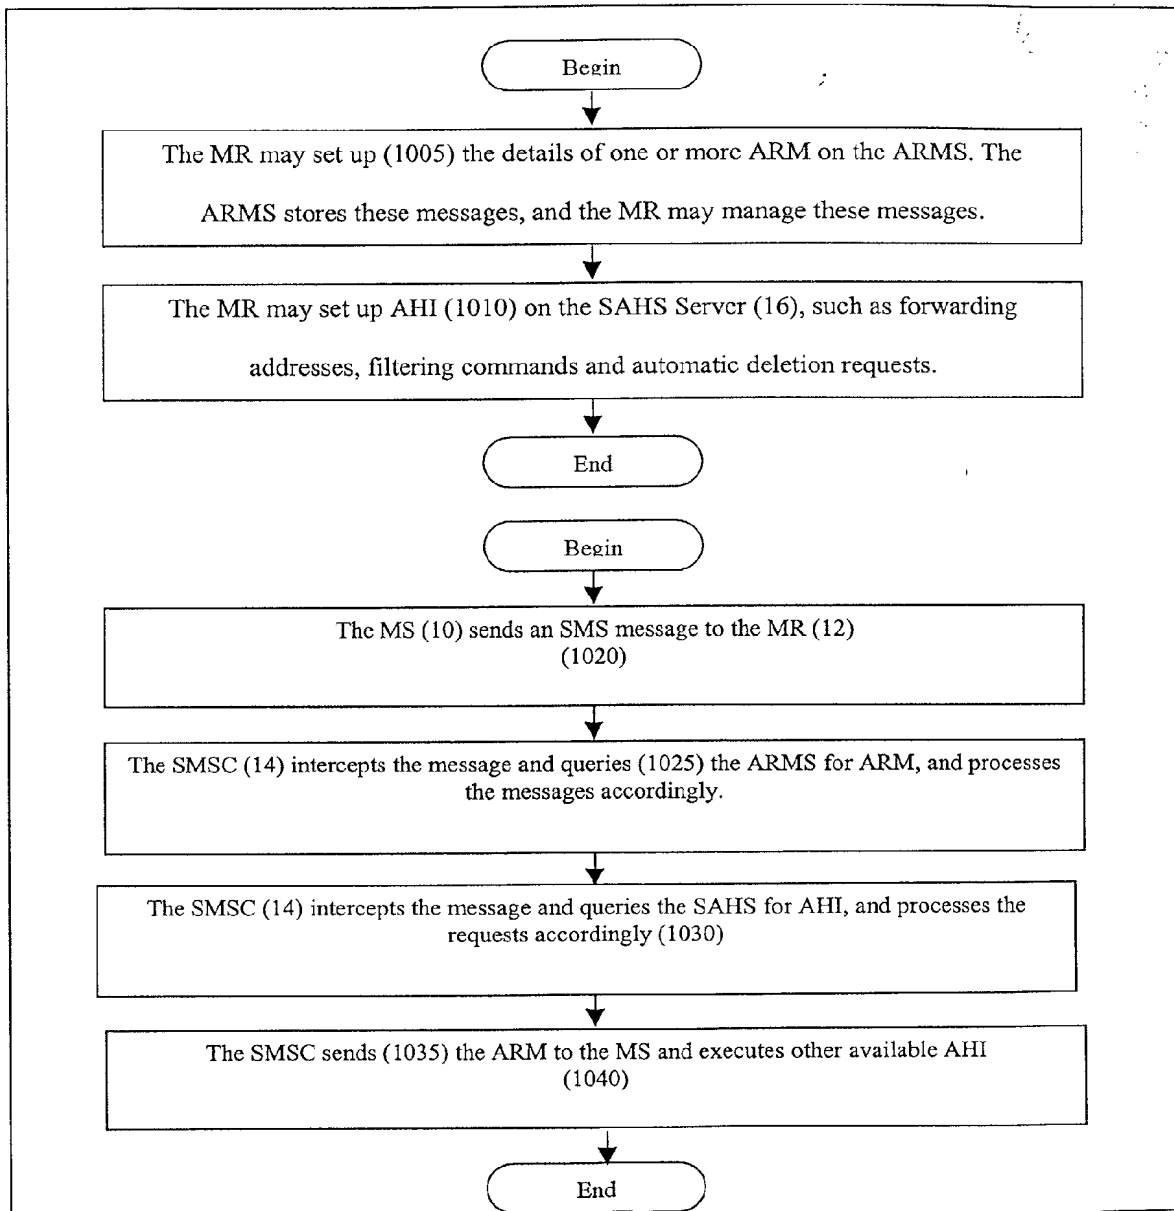 Begin
The MR may set up (1005) the details of one or more ARM on the ARMS. The
ARMS stores these messages, and the MR may manage these messages.
The MR may set up AHI (1010) on the SAHS Server (16), such as forwarding
addresses, filtering commands and automatic deletion requests.
End
Begin
The MS (10) sends an SMS message to the MR (12)
(1020)
The SMSC (14) intercepts the message and queries (1025) the ARMS for ARM, and processes
the messages accordingly.
The SMSC (14) intercepts the message and queries the SAHS for AHI, and processes the
requests accordingly (1030)
The SMSC sends (1035) the ARM to the MS and executes other available AHI
(1040)
End